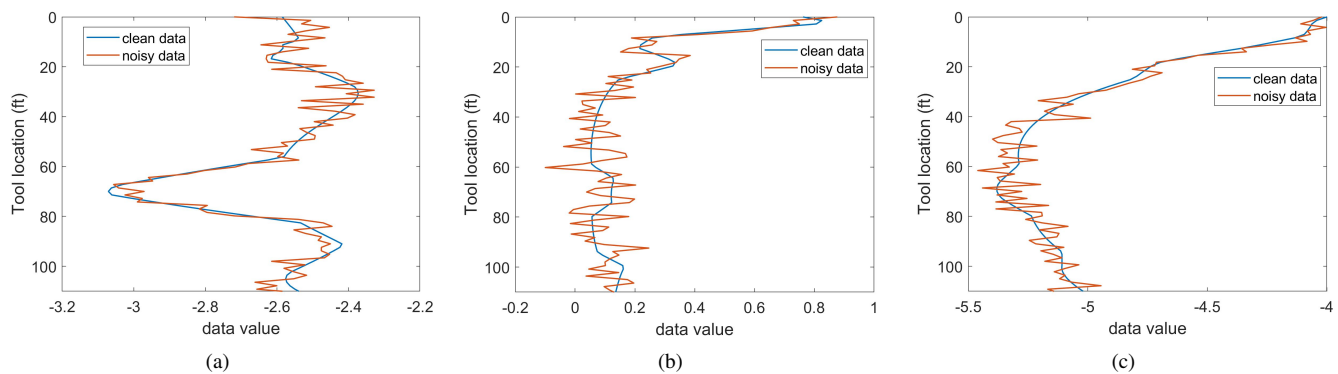 0
20
40
60
80
100
Tool location (ft)
clean data
noisy data
-3.2 -3 -2.8 -2.6 -2.4 -2.2
data value
(a)
0
20
40
60
80
100
Tool location (ft)
clean data
noisy data
-0.2 0 0.2 0.4 0.6 0.8 1
data value
(b)
0
20
40
60
80
100
Tool location (ft)
clean data
noisy data
-5.5 -5 -4.5 -4
data value
(c)